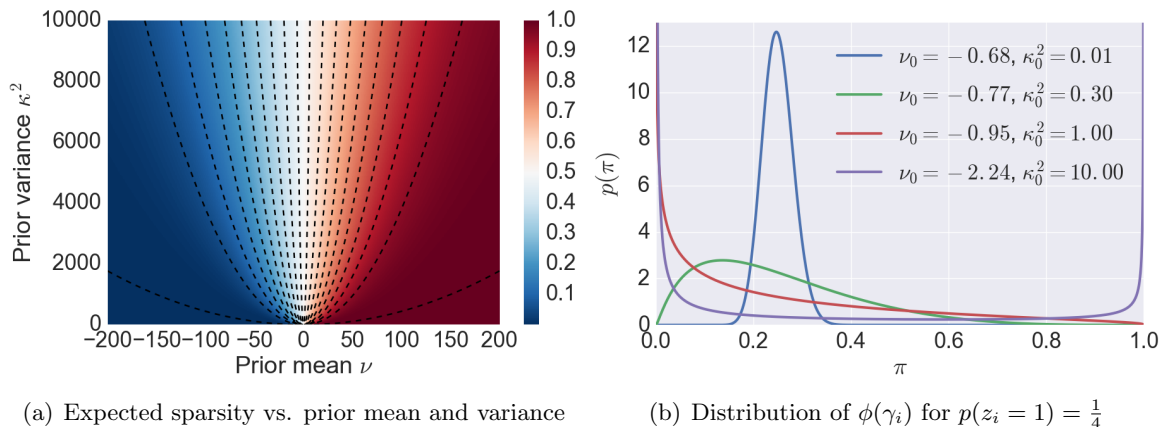 10000
8000
6000
4000
2000
0
Prior variance κ²
−200 −150 −100 −50 0 50 100 150 200
Prior mean ν
1.0
0.9
0.8
0.7
0.6
0.5
0.4
0.3
0.2
0.1
(a) Expected sparsity vs. prior mean and variance
12
10
8
6
4
2
0
p(π)
ν₀ = −0.68, κ₀² = 0.01
ν₀ = −0.77, κ₀² = 0.30
ν₀ = −0.95, κ₀² = 1.00
ν₀ = −2.24, κ₀² = 10.00
0.0 0.2 0.4 0.6 0.8 1.0
π
(b) Distribution of ϕ(γᵢ) for p(zᵢ = 1) = 1/4